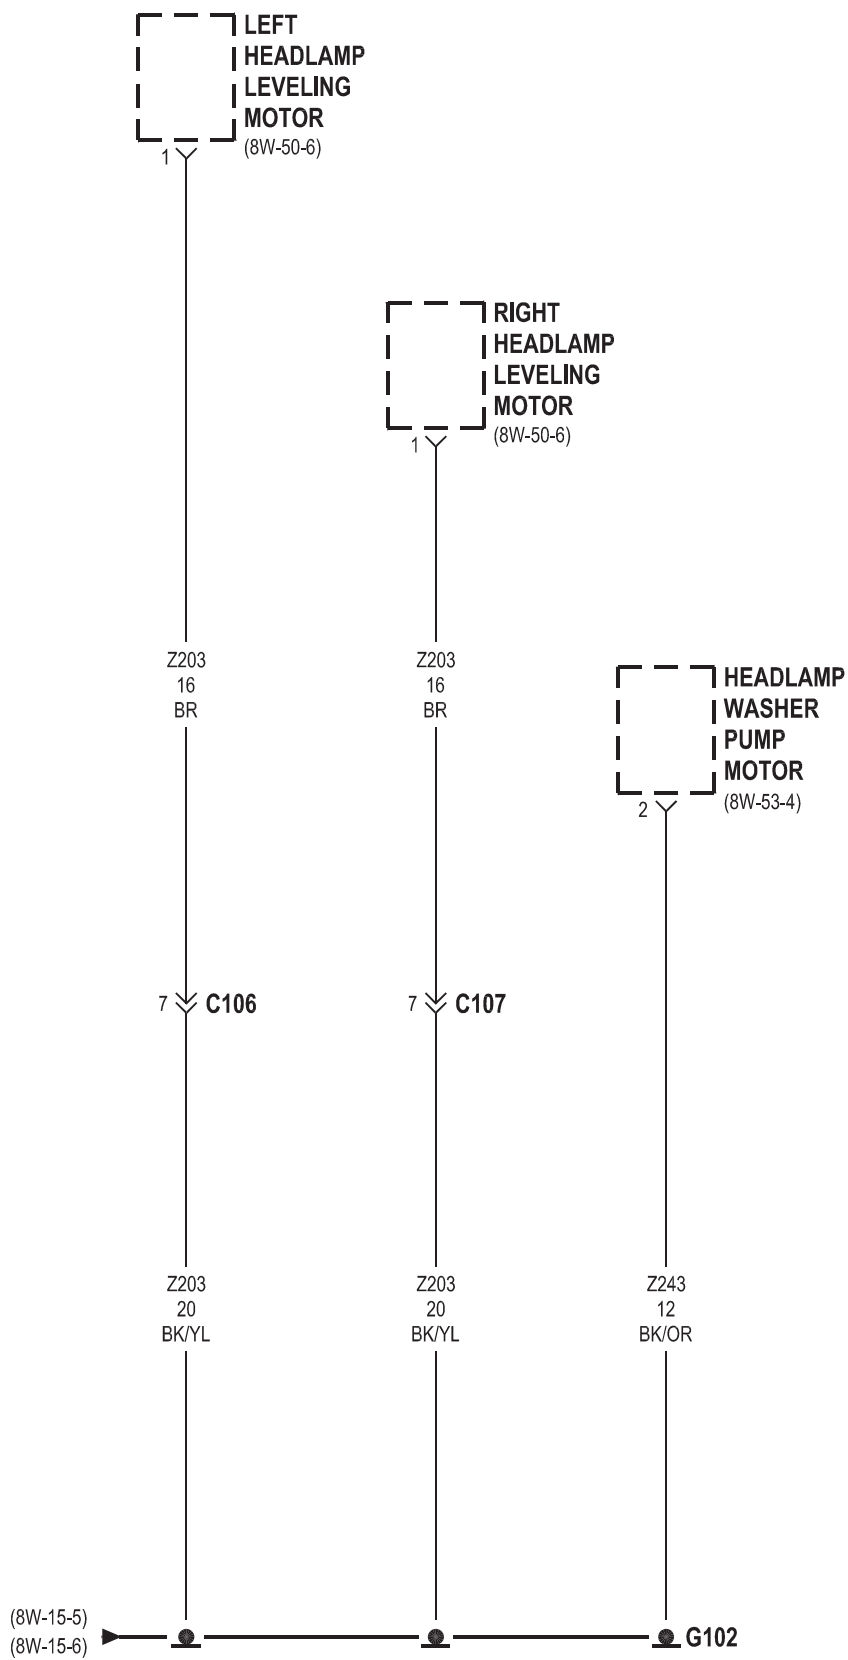 LEFT
HEADLAMP
LEVELING
MOTOR
(8W-50-6)
1
RIGHT
HEADLAMP
LEVELING
MOTOR
(8W-50-6)
1
Z203
16
BR
Z203
16
BR
HEADLAMP
WASHER
PUMP
MOTOR
(8W-53-4)
2
7 C106
7 C107
Z203
20
BK/YL
Z203
20
BK/YL
Z243
12
BK/OR
(8W-15-5)
(8W-15-6)
G102